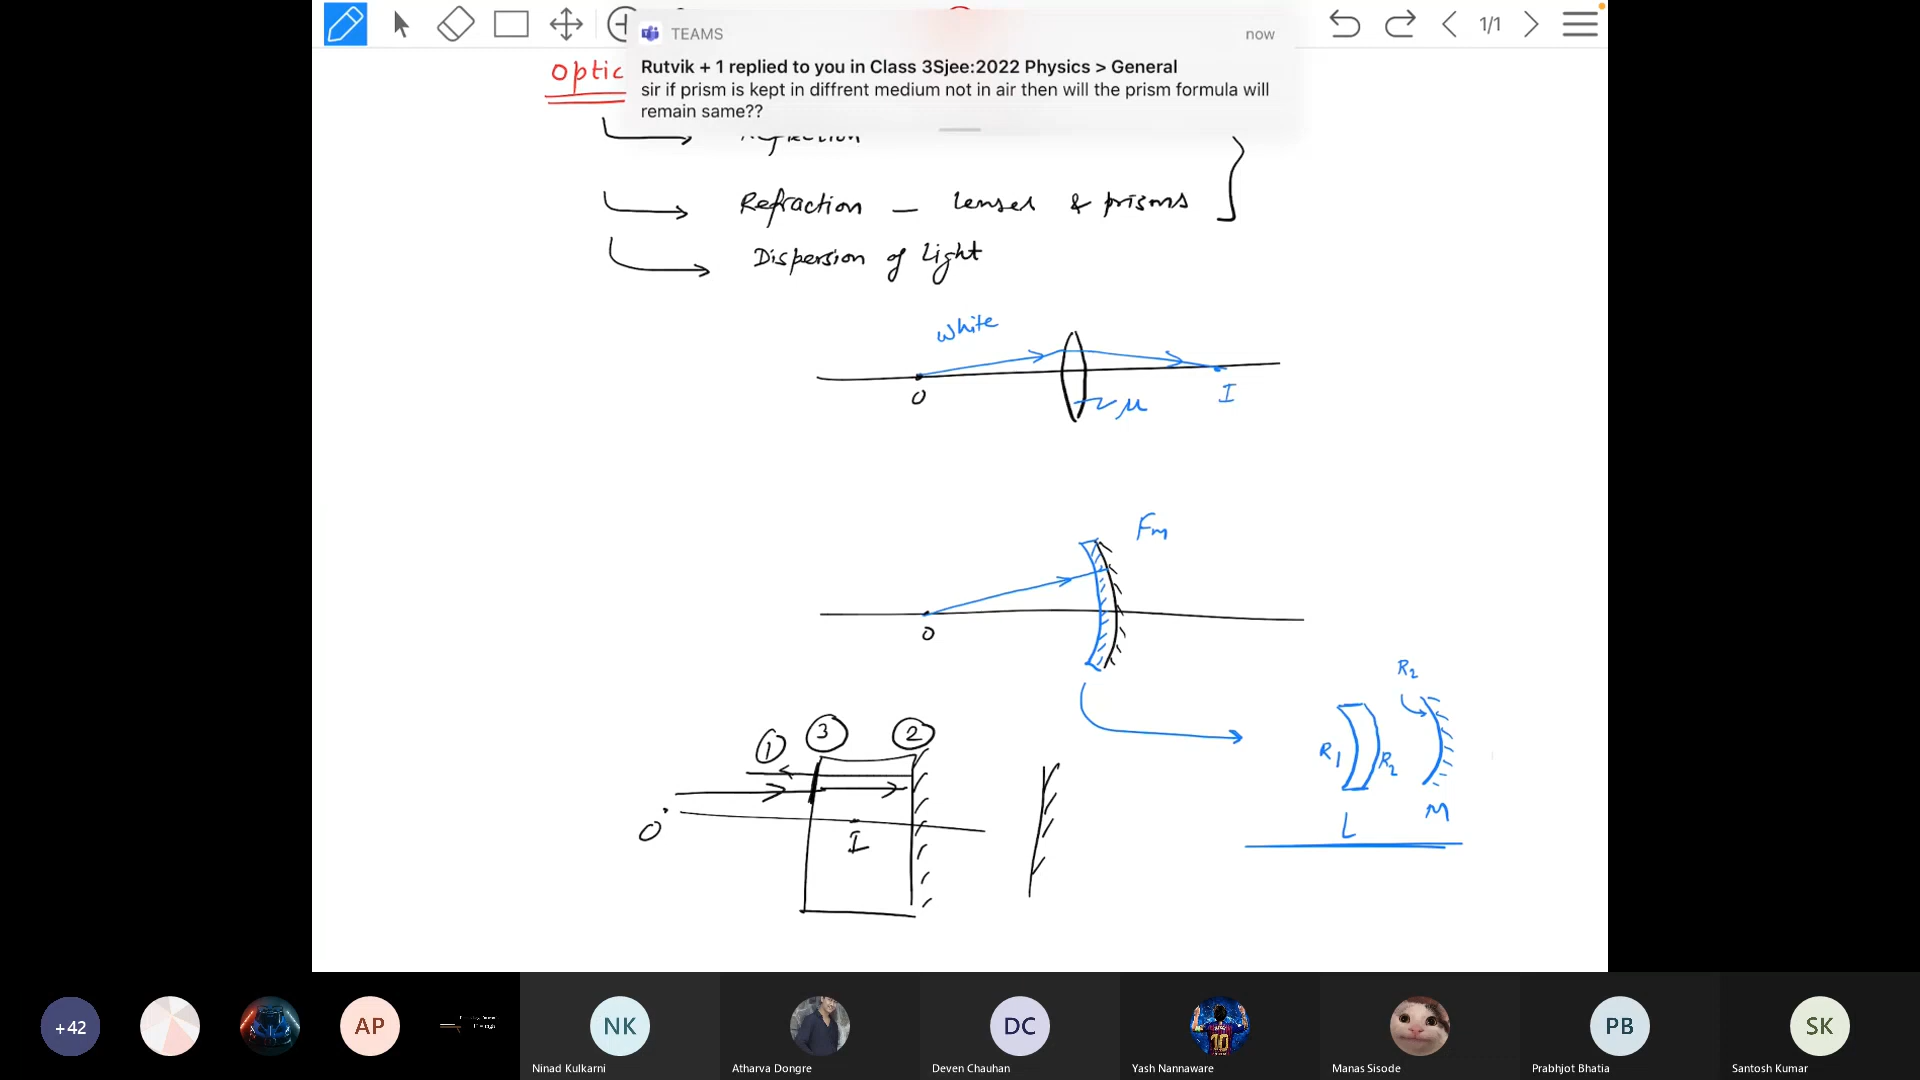 1/1
TEAMS
now
Rutvik + 1 replied to you in Class 3Sjee:2022 Physics > General
sir if prism is kept in diffrent medium not in air then will the prism formula will
remain same??
Optic
Refraction – lenses & prisms
Dispersion of light
white
O
μ
I
Fm
O
R2
R1
R2
L
M
1
3
2
O
I
+42
AP
NK
DC
10
PB
SK
Ninad Kulkarni
Atharva Dongre
Deven Chauhan
Yash Nannaware
Manas Sisode
Prabhjot Bhatia
Santosh Kumar